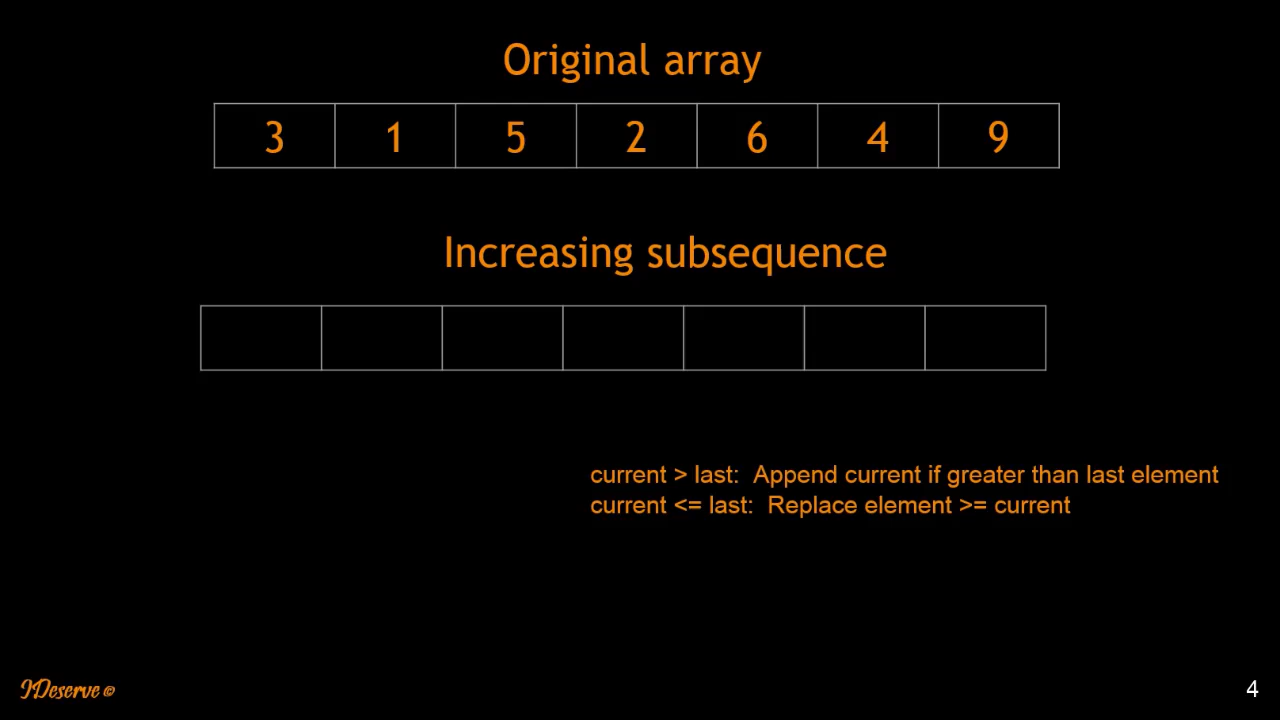 Original array
3 1 5 2 6 4 9
Increasing subsequence
current > last: Append current if greater than last element
current <= last: Replace element >= current
IDeserve ©
4